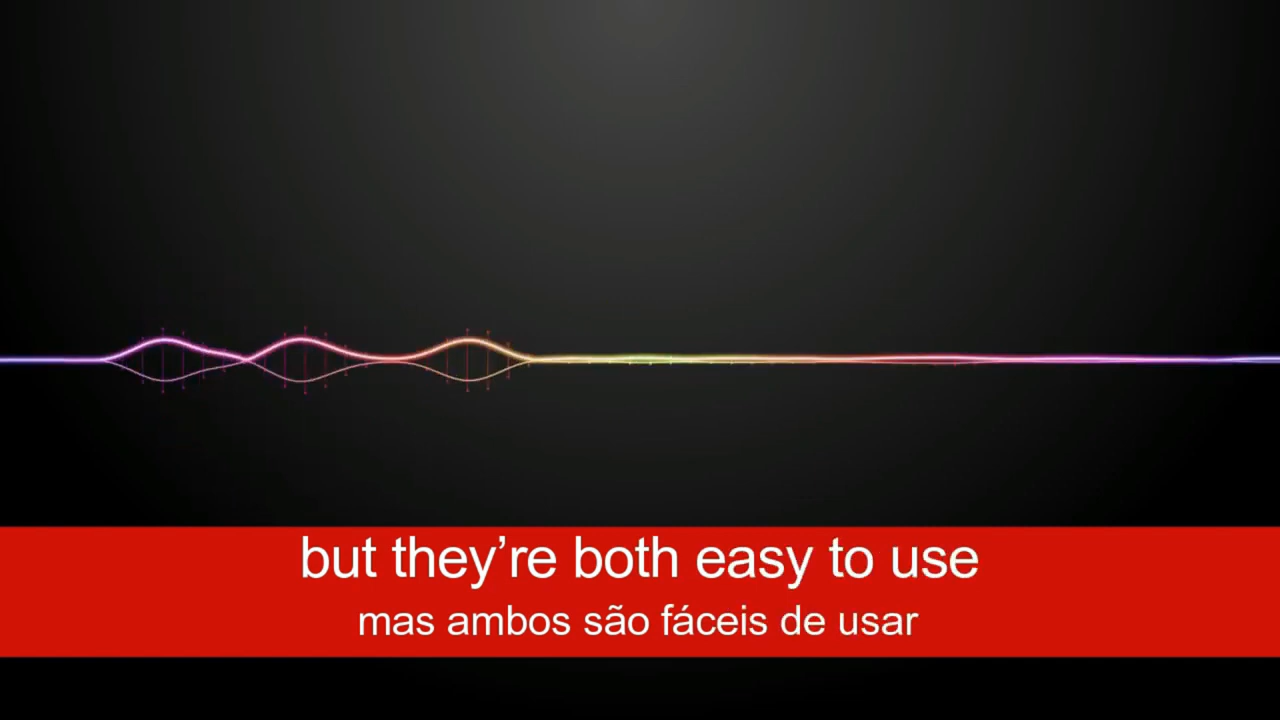 but they’re both easy to use
mas ambos são fáceis de usar